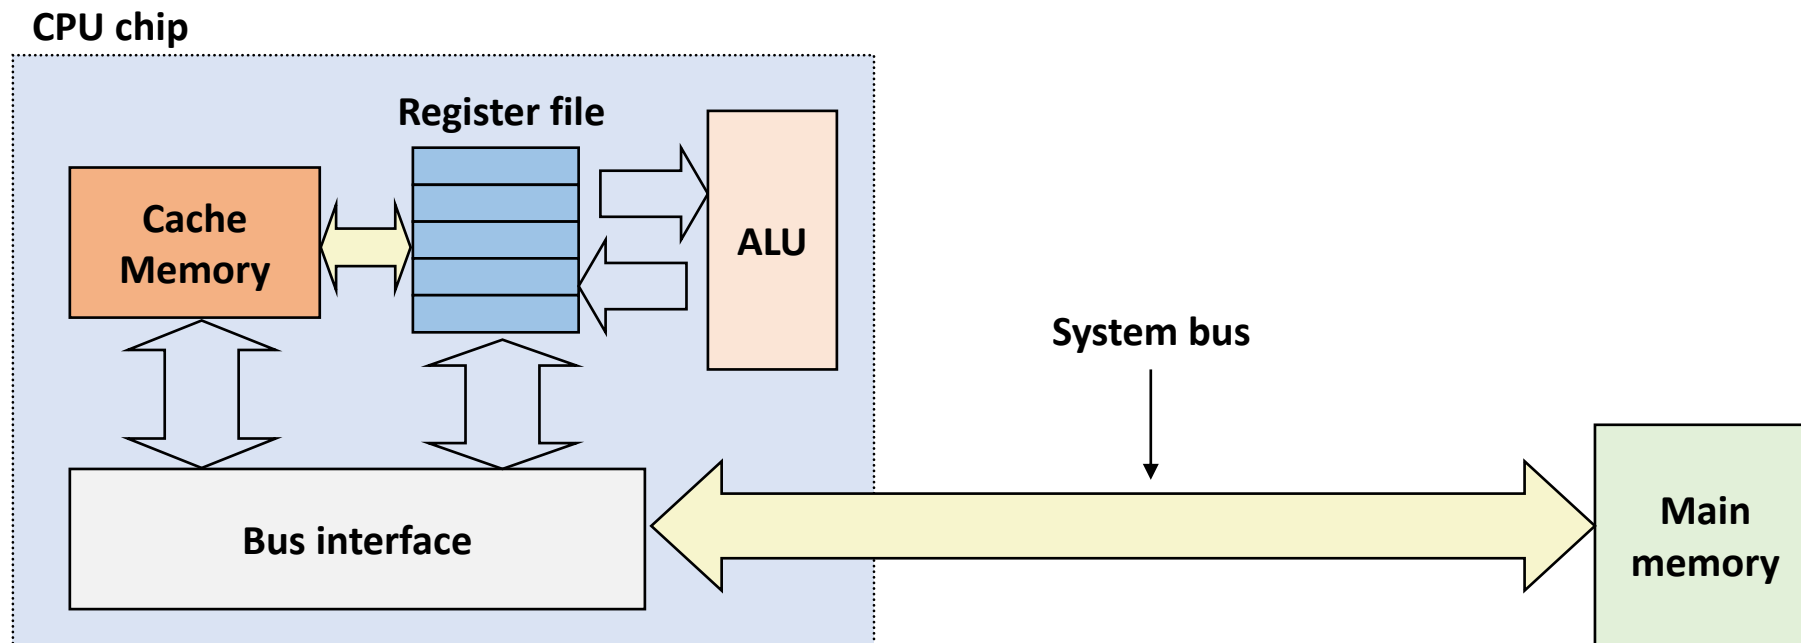 CPU chip
Register file
Cache
Memory
ALU
System bus
Bus interface
Main
memory